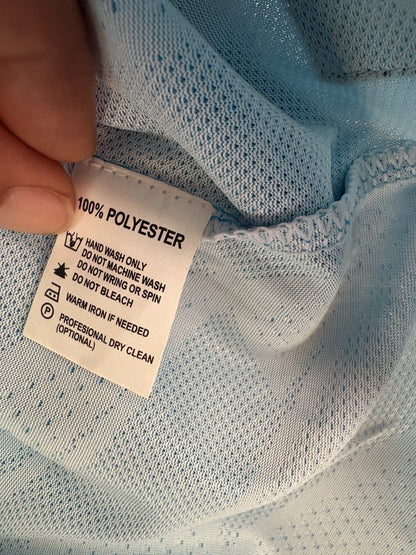 100% POLYESTER
HAND WASH ONLY
DO NOT MACHINE WASH
DO NOT WRING OR SPIN
DO NOT BLEACH
WARM IRON IF NEEDED
P PROFESIONAL DRY CLEAN
(OPTIONAL)